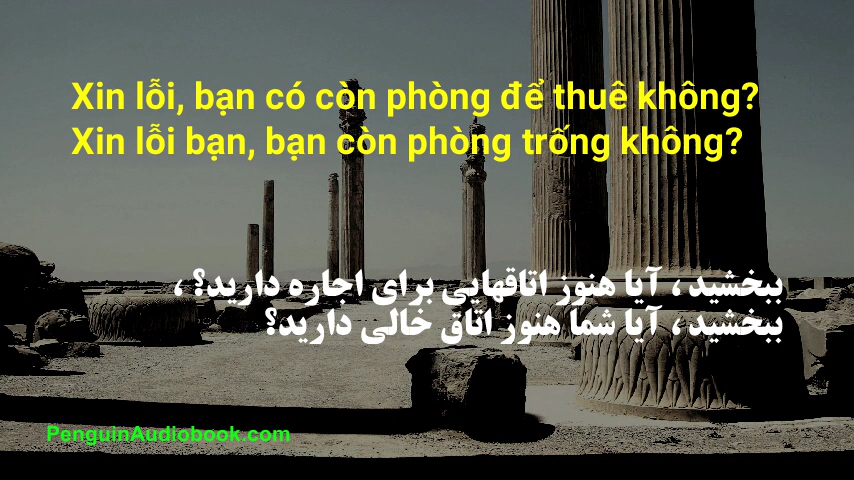 Xin lỗi, bạn có còn phòng để thuê không?
Xin lỗi bạn, bạn còn phòng trống không?
ببخشید ، آیا هنوز اتاقهایی برای اجاره دارید؟ ،
ببخشید ، آیا شما هنوز اتاق خالی دارید؟
PenguinAudiobook.com